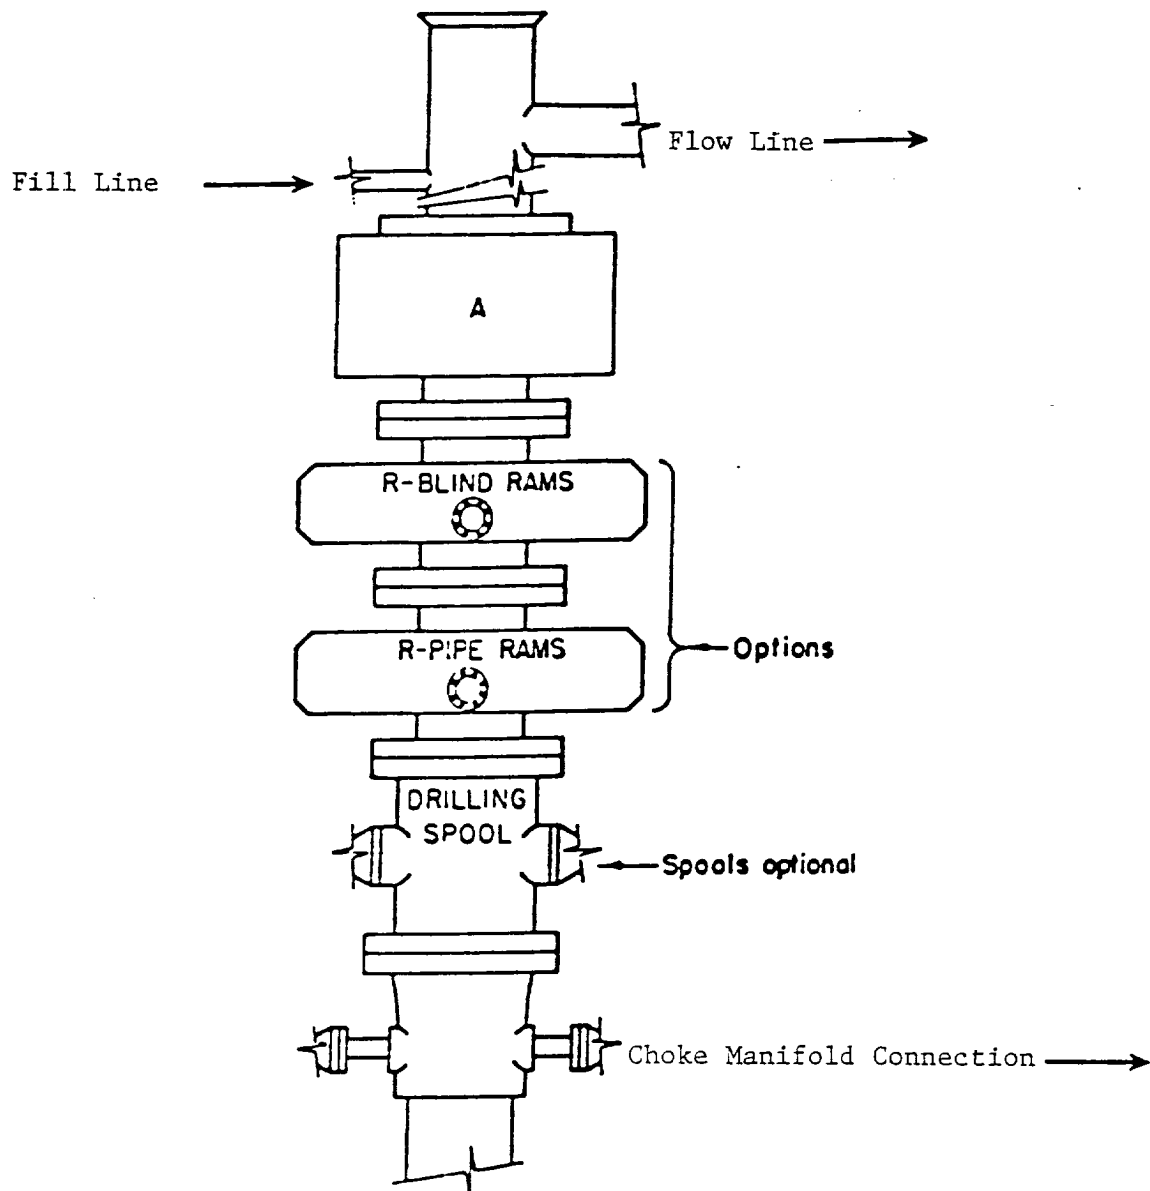 Flow Line
Fill Line
A
R-BLIND RAMS
R-PIPE RAMS
Options
DRILLING
SPOOL
Spools optional
Choke Manifold Connection